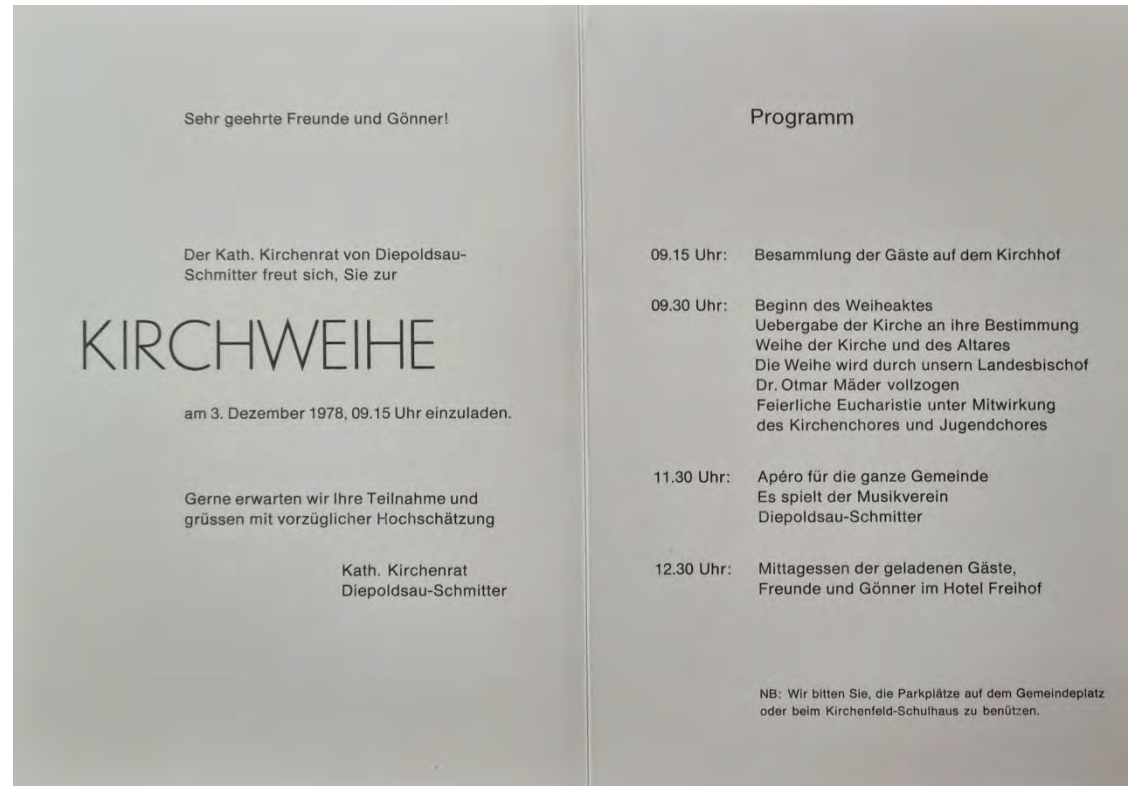 Sehr geehrte Freunde und Gönner!
Der Kath. Kirchenrat von Diepoldsau-
Schmitter freut sich, Sie zur
KIRCHWEIHE
am 3. Dezember 1978, 09.15 Uhr einzuladen.
Gerne erwarten wir Ihre Teilnahme und
grüssen mit vorzüglicher Hochschätzung
Kath. Kirchenrat
Diepoldsau-Schmitter
Programm
09.15 Uhr: Besammlung der Gäste auf dem Kirchhof
09.30 Uhr: Beginn des Weiheaktes
Uebergabe der Kirche an ihre Bestimmung
Weihe der Kirche und des Altares
Die Weihe wird durch unsern Landesbischof
Dr. Otmar Mäder vollzogen
Feierliche Eucharistie unter Mitwirkung
des Kirchenchores und Jugendchores
11.30 Uhr: Apéro für die ganze Gemeinde
Es spielt der Musikverein
Diepoldsau-Schmitter
12.30 Uhr: Mittagessen der geladenen Gäste,
Freunde und Gönner im Hotel Freihof
NB: Wir bitten Sie, die Parkplätze auf dem Gemeindeplatz
oder beim Kirchenfeld-Schulhaus zu benützen.